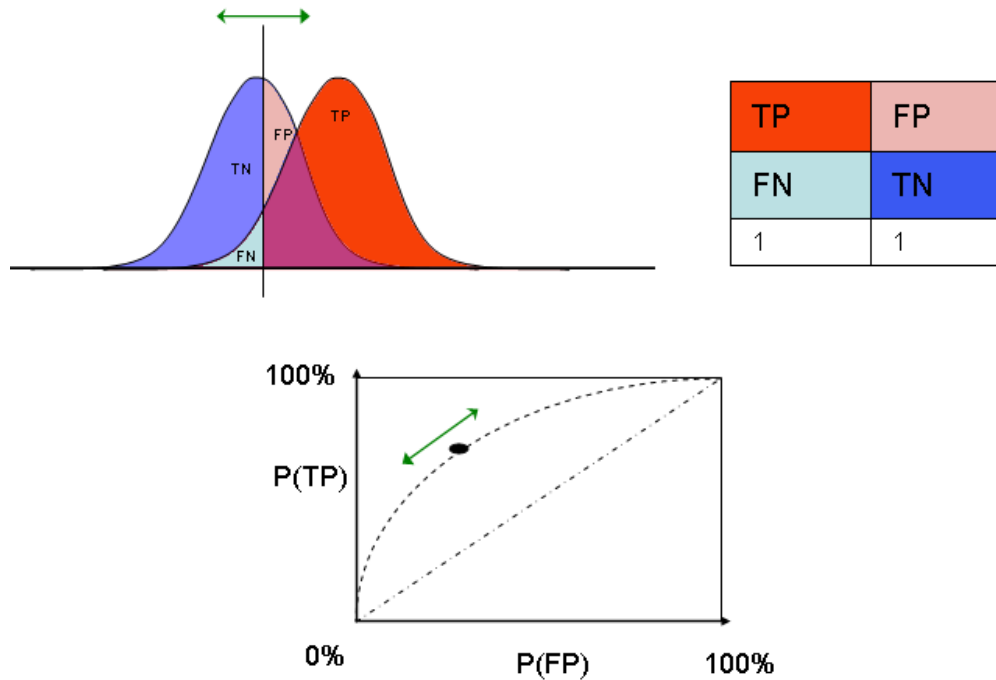 TP
FP
TN
FN
TP FP
FN TN
1 1
100%
P(TP)
0%
P(FP)
100%